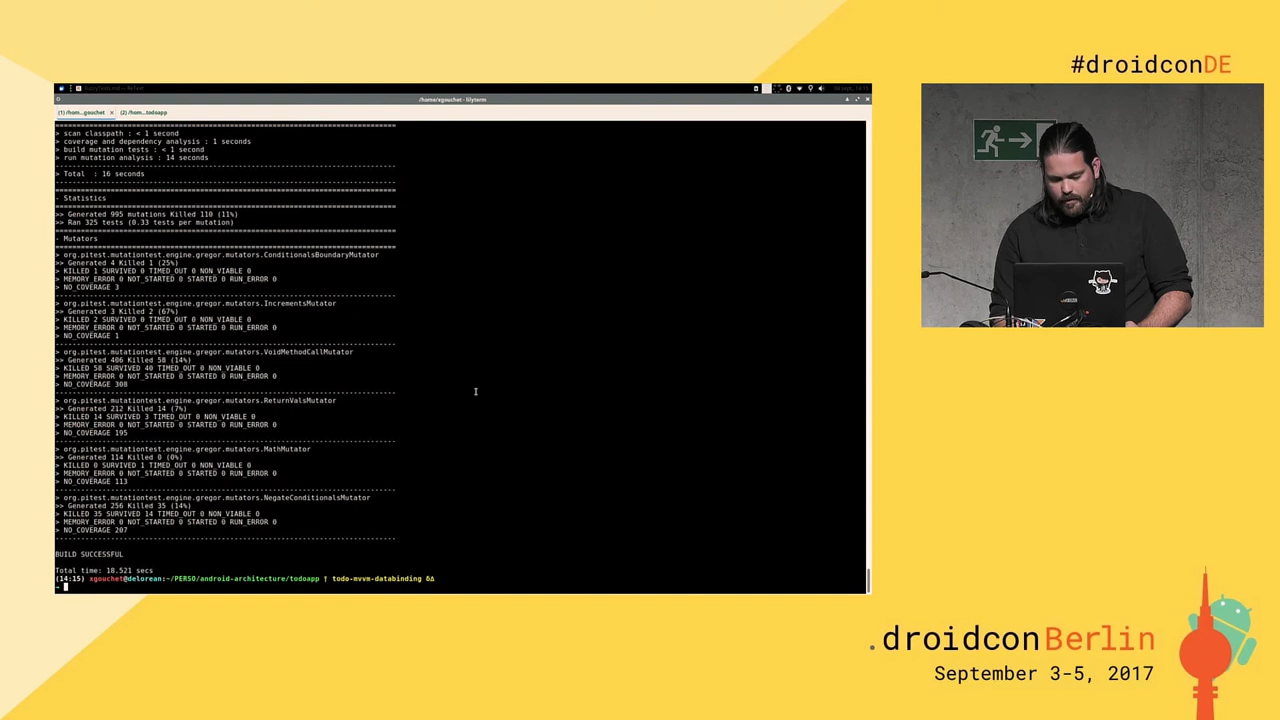 #droidconDE
/home/xgouchet - lilyterm
(1) /hom...gouchet × (2) /hom...todoapp
================================================================================
> scan classpath : < 1 second
> coverage and dependency analysis : 1 seconds
> build mutation tests : < 1 second
> run mutation analysis : 14 seconds
--------------------------------------------------------------------------------
> Total : 16 seconds
--------------------------------------------------------------------------------
================================================================================
- Statistics
================================================================================
>> Generated 995 mutations Killed 110 (11%)
>> Ran 325 tests (0.33 tests per mutation)
================================================================================
- Mutators
================================================================================
> org.pitest.mutationtest.engine.gregor.mutators.ConditionalsBoundaryMutator
>> Generated 4 Killed 1 (25%)
> KILLED 1 SURVIVED 0 TIMED_OUT 0 NON_VIABLE 0
> MEMORY_ERROR 0 NOT_STARTED 0 STARTED 0 RUN_ERROR 0
> NO_COVERAGE 3
--------------------------------------------------------------------------------
> org.pitest.mutationtest.engine.gregor.mutators.IncrementsMutator
>> Generated 3 Killed 2 (67%)
> KILLED 2 SURVIVED 0 TIMED_OUT 0 NON_VIABLE 0
> MEMORY_ERROR 0 NOT_STARTED 0 STARTED 0 RUN_ERROR 0
> NO_COVERAGE 1
--------------------------------------------------------------------------------
> org.pitest.mutationtest.engine.gregor.mutators.VoidMethodCallMutator
>> Generated 406 Killed 58 (14%)
> KILLED 58 SURVIVED 40 TIMED_OUT 0 NON_VIABLE 0
> MEMORY_ERROR 0 NOT_STARTED 0 STARTED 0 RUN_ERROR 0
> NO_COVERAGE 308
--------------------------------------------------------------------------------
> org.pitest.mutationtest.engine.gregor.mutators.ReturnValsMutator
>> Generated 212 Killed 14 (7%)
> KILLED 14 SURVIVED 3 TIMED_OUT 0 NON_VIABLE 0
> MEMORY_ERROR 0 NOT_STARTED 0 STARTED 0 RUN_ERROR 0
> NO_COVERAGE 195
--------------------------------------------------------------------------------
> org.pitest.mutationtest.engine.gregor.mutators.MathMutator
>> Generated 114 Killed 0 (0%)
> KILLED 0 SURVIVED 1 TIMED_OUT 0 NON_VIABLE 0
> MEMORY_ERROR 0 NOT_STARTED 0 STARTED 0 RUN_ERROR 0
> NO_COVERAGE 113
--------------------------------------------------------------------------------
> org.pitest.mutationtest.engine.gregor.mutators.NegateConditionalsMutator
>> Generated 256 Killed 35 (14%)
> KILLED 35 SURVIVED 14 TIMED_OUT 0 NON_VIABLE 0
> MEMORY_ERROR 0 NOT_STARTED 0 STARTED 0 RUN_ERROR 0
> NO_COVERAGE 207
--------------------------------------------------------------------------------
BUILD SUCCESSFUL
Total time: 18.521 secs
(14:15) xgouchet@delorean:~/PERSO/android-architecture/todoapp † todo-mvvm-databinding δΔ
→
.droidconBerlin
September 3-5, 2017